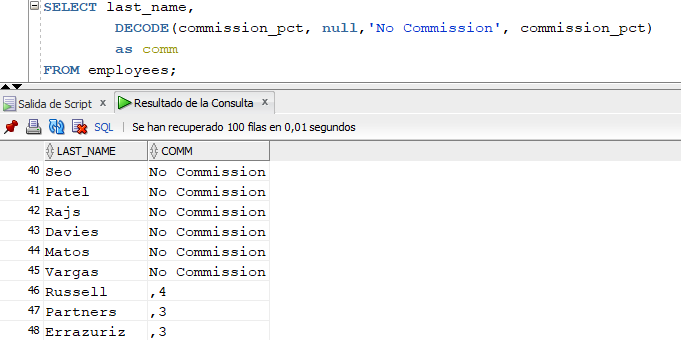 SELECT last_name,
DECODE(commission_pct, null,'No Commission', commission_pct)
as comm
FROM employees;
Salida de Script x Resultado de la Consulta x
SQL | Se han recuperado 100 filas en 0,01 segundos
LAST_NAME COMM
40 Seo No Commission
41 Patel No Commission
42 Rajs No Commission
43 Davies No Commission
44 Matos No Commission
45 Vargas No Commission
46 Russell ,4
47 Partners ,3
48 Errazuriz ,3